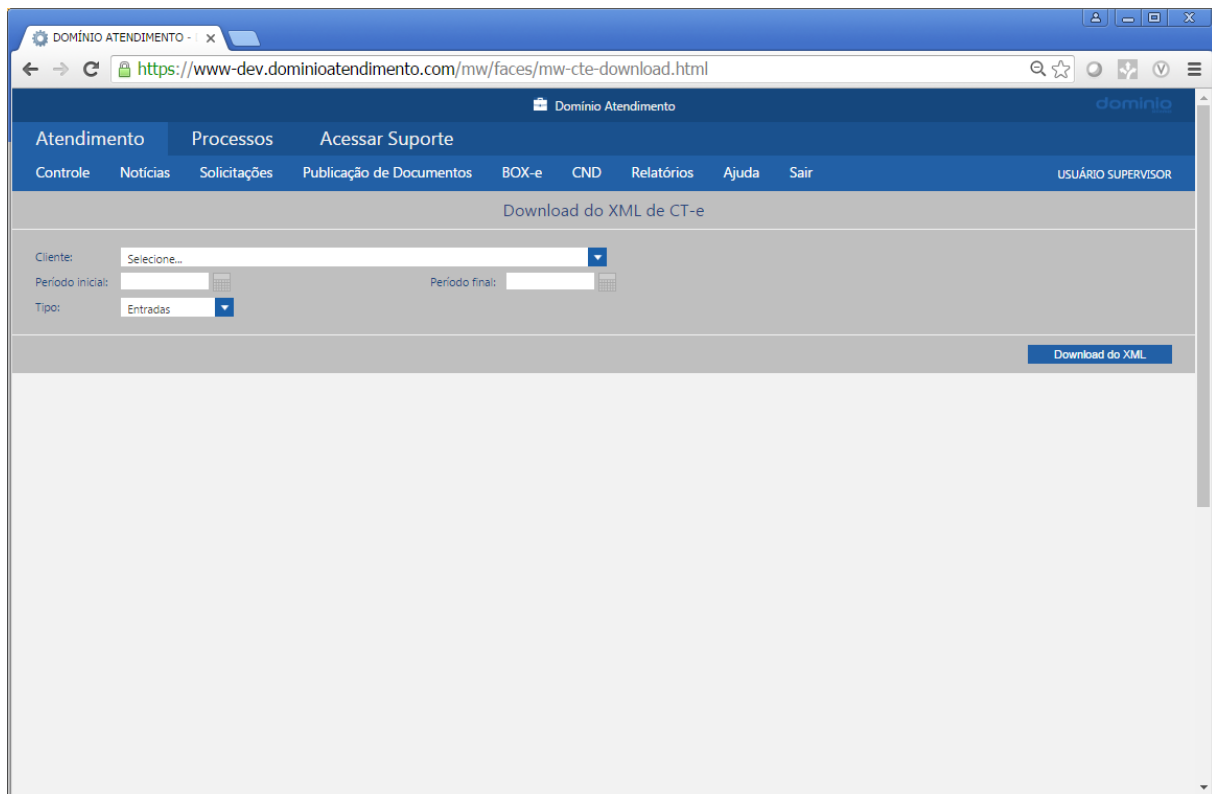 DOMÍNIO ATENDIMENTO -
https://www-dev.dominioatendimento.com/mw/faces/mw-cte-download.html
Domínio Atendimento
domínio
Atendimento Processos Acessar Suporte
Controle Notícias Solicitações Publicação de Documentos BOX-e CND Relatórios Ajuda Sair USUÁRIO SUPERVISOR
Download do XML de CT-e
Cliente: Selecione...
Período inicial: Período final:
Tipo: Entradas
Download do XML